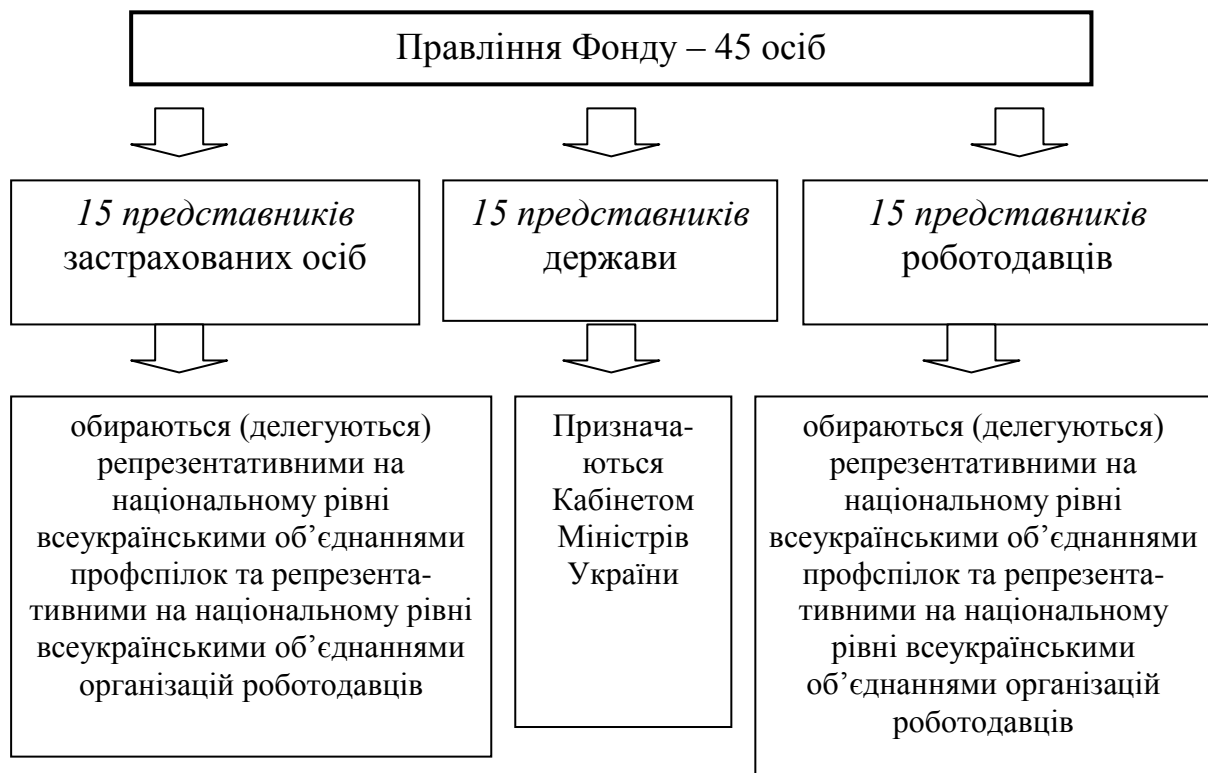 Правління Фонду – 45 осіб
15 представників
застрахованих осіб
15 представників
держави
15 представників
роботодавців
обираються (делегуються)
репрезентативними на
національному рівні
всеукраїнськими об’єднаннями
профспілок та репрезента-
тивними на національному рівні
всеукраїнськими об’єднаннями
організацій роботодавців
Признача-
ються
Кабінетом
Міністрів
України
обираються (делегуються)
репрезентативними на
національному рівні
всеукраїнськими об’єднаннями
профспілок та репрезента-
тивними на національному
рівні всеукраїнськими
об’єднаннями організацій
роботодавців